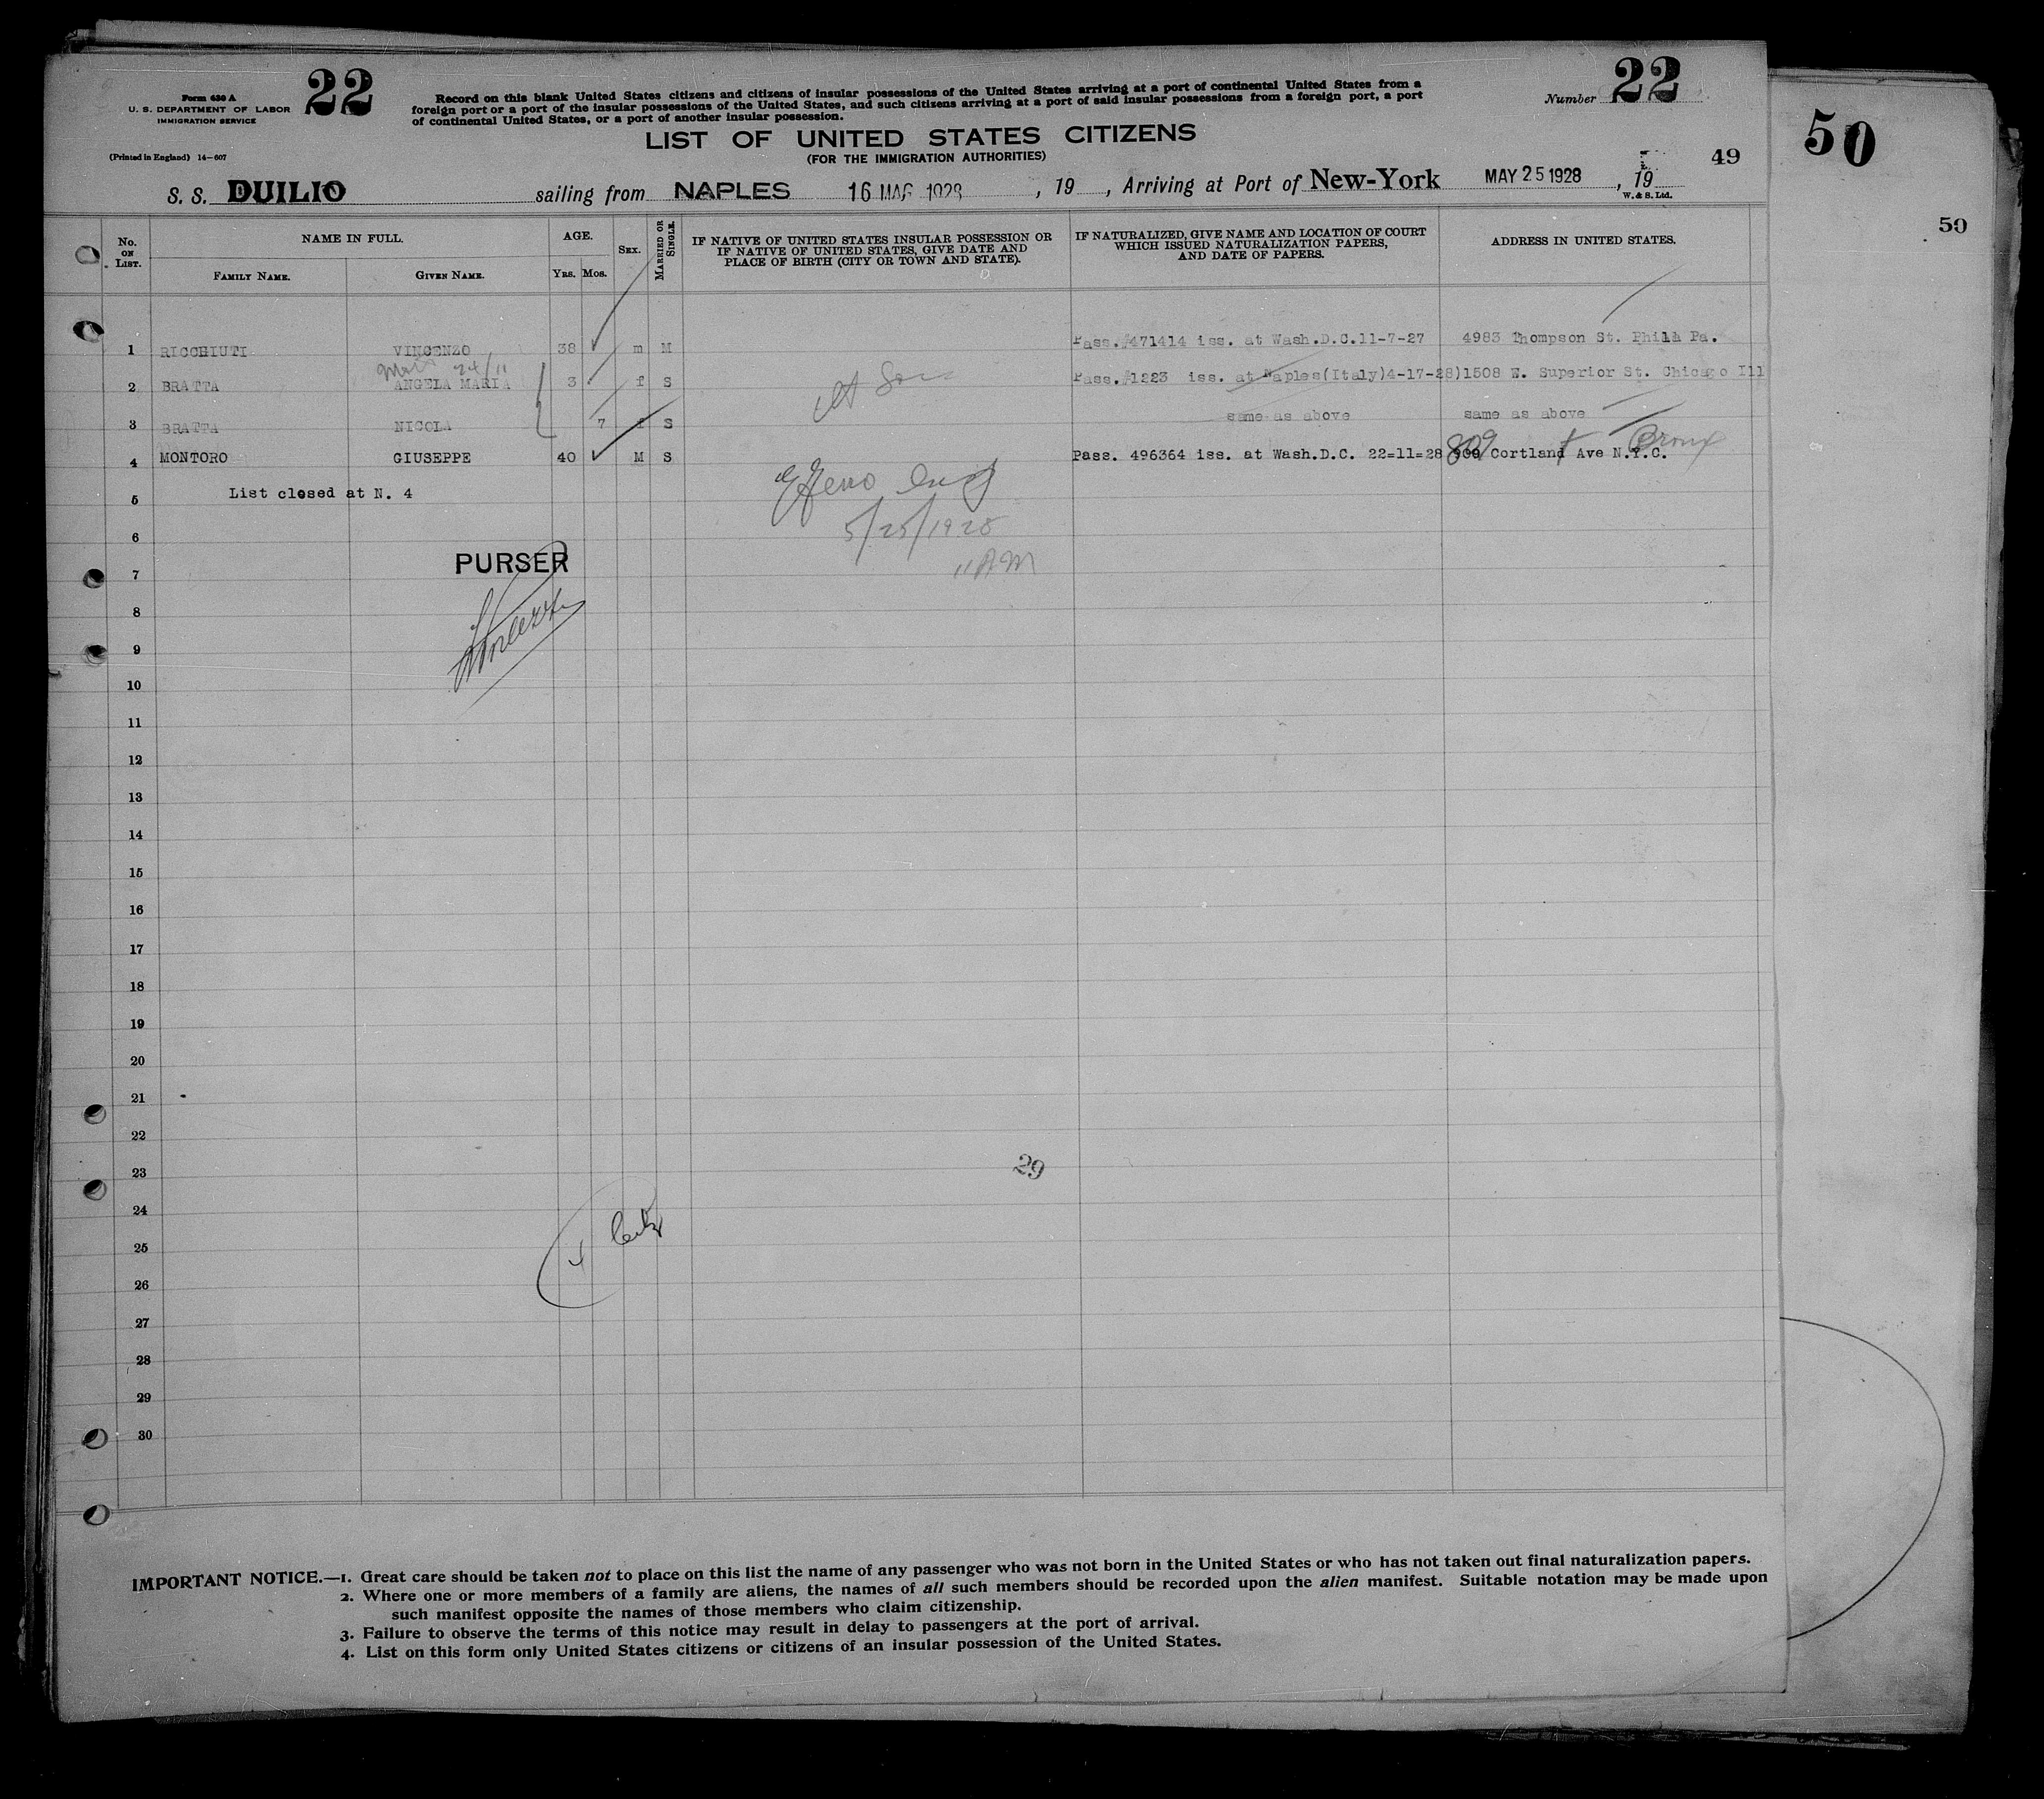 Form 630 A
U. S. DEPARTMENT OF LABOR
IMMIGRATION SERVICE
22
(Printed in England) 14—607
Record on this blank United States citizens and citizens of insular possessions of the United States arriving at a port of continental United States from a
foreign port or a port of the insular possessions of the United States, and such citizens arriving at a port of said insular possessions from a foreign port, a port
of continental United States, or a port of another insular possession.
Number 22
50
LIST OF UNITED STATES CITIZENS
(FOR THE IMMIGRATION AUTHORITIES)
49
S. S. DUILIO sailing from NAPLES 16 MAG 1928, 19 , Arriving at Port of New-York MAY 25 1928, 19
W. & S. Ltd.
50
No. ON LIST.
NAME IN FULL.
FAMILY NAME.
GIVEN NAME.
AGE.
YRS. MOS.
SEX.
MARRIED OR SINGLE.
IF NATIVE OF UNITED STATES INSULAR POSSESSION OR
IF NATIVE OF UNITED STATES, GIVE DATE AND
PLACE OF BIRTH (CITY OR TOWN AND STATE).
IF NATURALIZED, GIVE NAME AND LOCATION OF COURT
WHICH ISSUED NATURALIZATION PAPERS,
AND DATE OF PAPERS.
ADDRESS IN UNITED STATES.
1 RICCHIUTI VINCENZO 38 m M Pass.#471414 iss. at Wash.D.C.11-7-27 4983 Thompson St. Phila Pa.
24/11
2 BRATTA ANGELA MARIA 3 f S Pass.#1223 iss. at Naples(Italy)4-17-28)1508 W. Superior St. Chicago Ill
3 BRATTA NICOLA 7 f S same as above same as above
4 MONTORO GIUSEPPE 40 M S Pass. 496364 iss. at Wash.D.C. 22=11=28 809 Cortland Ave N.Y.C. Bronx
5 List closed at N. 4
5/25/1928
6
PURSER
7 11 AM
8
9
10
11
12
13
14
15
16
17
18
19
20
21
22
23
29
24
25
26
27
28
29
30
IMPORTANT NOTICE.—1. Great care should be taken not to place on this list the name of any passenger who was not born in the United States or who has not taken out final naturalization papers.
2. Where one or more members of a family are aliens, the names of all such members should be recorded upon the alien manifest. Suitable notation may be made upon
such manifest opposite the names of those members who claim citizenship.
3. Failure to observe the terms of this notice may result in delay to passengers at the port of arrival.
4. List on this form only United States citizens or citizens of an insular possession of the United States.